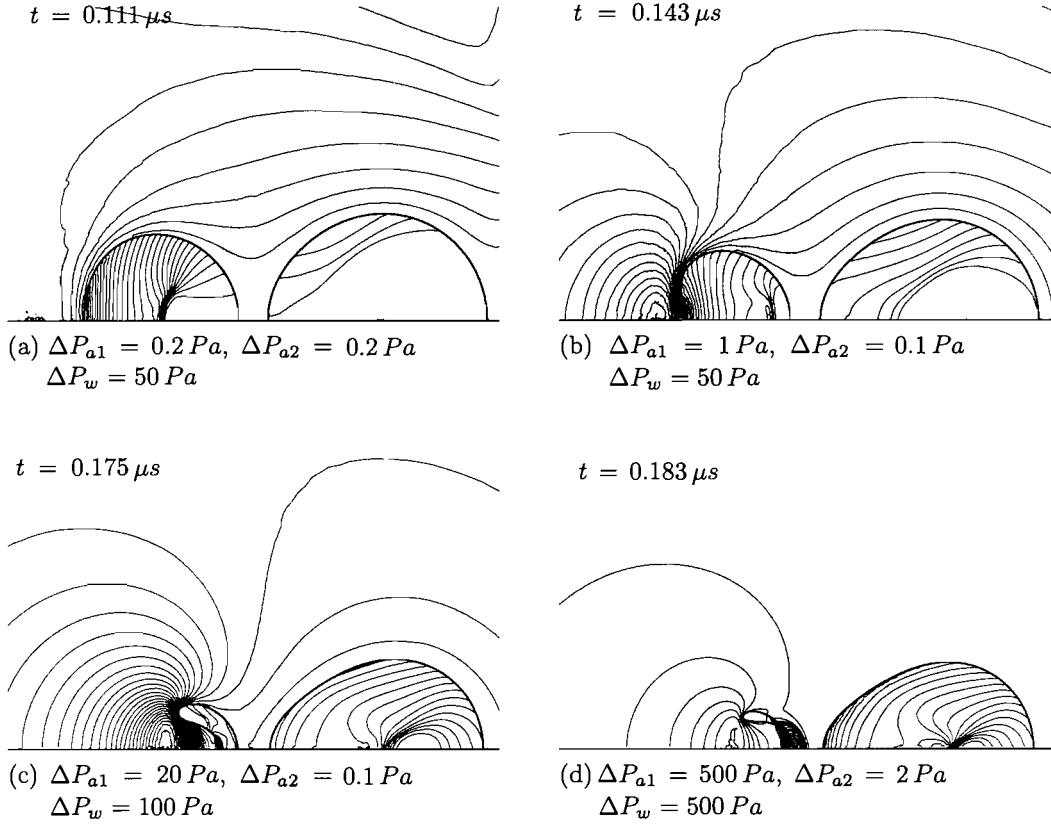 t = 0.111 μs
t = 0.143 μs
(a) ΔP_{a1} = 0.2 Pa, ΔP_{a2} = 0.2 Pa
ΔP_w = 50 Pa
(b) ΔP_{a1} = 1 Pa, ΔP_{a2} = 0.1 Pa
ΔP_w = 50 Pa
t = 0.175 μs
t = 0.183 μs
(c) ΔP_{a1} = 20 Pa, ΔP_{a2} = 0.1 Pa
ΔP_w = 100 Pa
(d) ΔP_{a1} = 500 Pa, ΔP_{a2} = 2 Pa
ΔP_w = 500 Pa